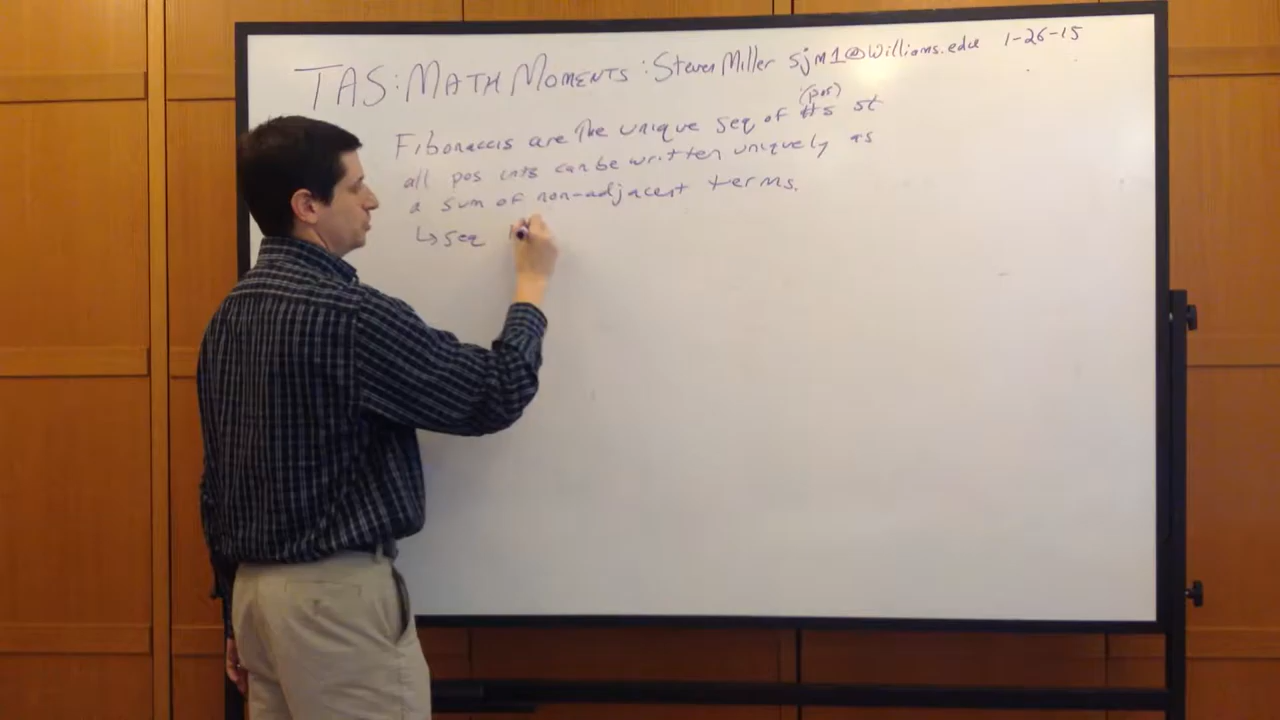 TAS: MATH MOMENTS: Steven Miller sjm1@williams.edu 1-26-15
(pos)
Fibonaccis are the unique seq of #s st
all pos ints can be written uniquely as
a sum of non-adjacent terms.
↳ seq